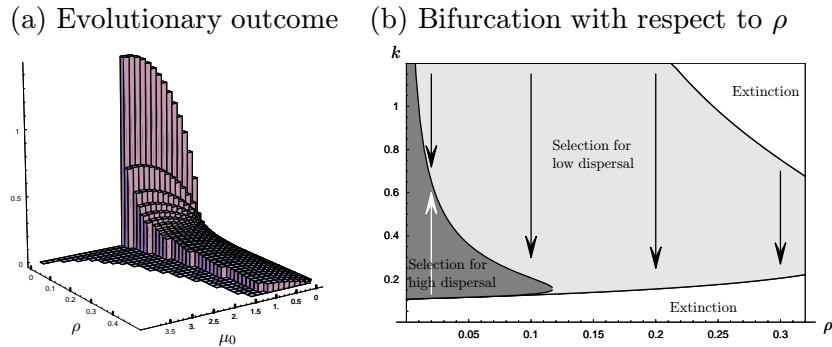 (a) Evolutionary outcome
(b) Bifurcation with respect to ρ
1
0.5
0
0
0.1
0.2
0.3
0.4
ρ
3.5
3.
2.5
2.
1.5
1.
0.5
0
μ0
k
1
0.8
0.6
0.4
0.2
Extinction
Selection for
low dispersal
Selection for
high dispersal
Extinction
0.05
0.1
0.15
0.2
0.25
0.3
ρ